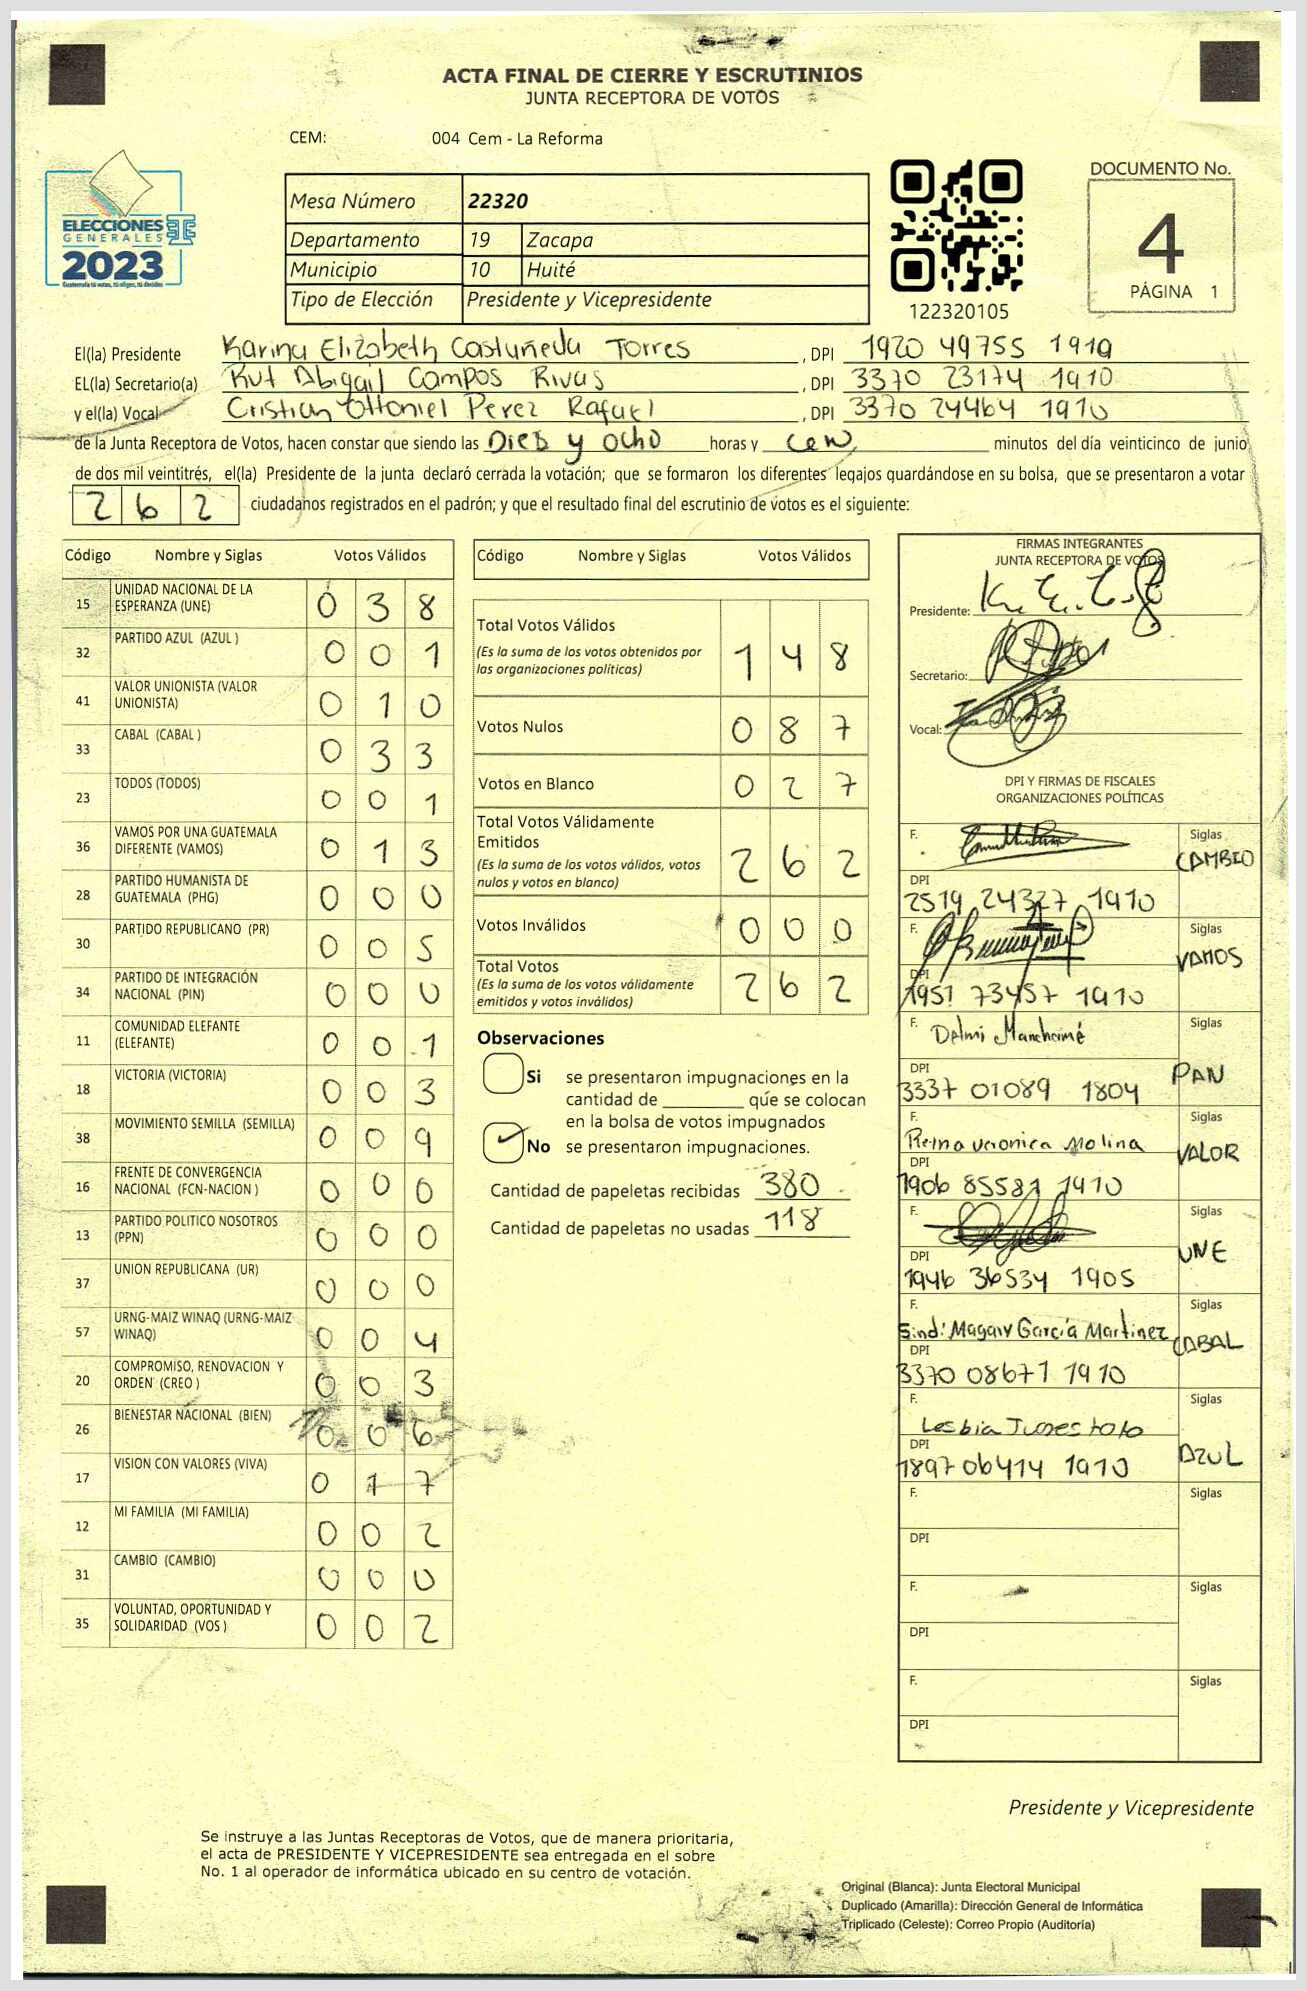 ACTA FINAL DE CIERRE Y ESCRUTINIOS
JUNTA RECEPTORA DE VOTOS
CEM: 004 Cem - La Reforma
ELECCIONES
GENERALES
2023
Guatemala tú votas, tú eliges, tú decides
Mesa Número 22320
Departamento 19 Zacapa
Municipio 10 Huité
Tipo de Elección Presidente y Vicepresidente
122320105
DOCUMENTO No.
4
PÁGINA 1
El(la) Presidente Karina Elizabeth Castuñeda Torres , DPI 1920 49755 1910
EL(la) Secretario(a) Rut Abigail Campos Rivas , DPI 3370 23174 1910
y el(la) Vocal Cristian Ottoniel Perez Rafael , DPI 3370 24464 1910
de la Junta Receptora de Votos, hacen constar que siendo las Dies y ocho horas y cero minutos del día veinticinco de junio
de dos mil veintitrés, el(la) Presidente de la junta declaró cerrada la votación; que se formaron los diferentes legajos guardándose en su bolsa, que se presentaron a votar
262 ciudadanos registrados en el padrón; y que el resultado final del escrutinio de votos es el siguiente:
Código Nombre y Siglas Votos Válidos
15 UNIDAD NACIONAL DE LA ESPERANZA (UNE) 0 3 8
32 PARTIDO AZUL (AZUL ) 0 0 1
41 VALOR UNIONISTA (VALOR UNIONISTA) 0 1 0
33 CABAL (CABAL ) 0 3 3
23 TODOS (TODOS) 0 0 1
36 VAMOS POR UNA GUATEMALA DIFERENTE (VAMOS) 0 1 3
28 PARTIDO HUMANISTA DE GUATEMALA (PHG) 0 0 0
30 PARTIDO REPUBLICANO (PR) 0 0 5
34 PARTIDO DE INTEGRACIÓN NACIONAL (PIN) 0 0 0
11 COMUNIDAD ELEFANTE (ELEFANTE) 0 0 1
18 VICTORIA (VICTORIA) 0 0 3
38 MOVIMIENTO SEMILLA (SEMILLA) 0 0 9
16 FRENTE DE CONVERGENCIA NACIONAL (FCN-NACION ) 0 0 0
13 PARTIDO POLITICO NOSOTROS (PPN) 0 0 0
37 UNION REPUBLICANA (UR) 0 0 0
57 URNG-MAIZ WINAQ (URNG-MAIZ WINAQ) 0 0 4
20 COMPROMISO, RENOVACION Y ORDEN (CREO ) 0 0 3
26 BIENESTAR NACIONAL (BIEN) 0 0 6
17 VISION CON VALORES (VIVA) 0 1 7
12 MI FAMILIA (MI FAMILIA) 0 0 2
31 CAMBIO (CAMBIO) 0 0 0
35 VOLUNTAD, OPORTUNIDAD Y SOLIDARIDAD (VOS ) 0 0 2
Código Nombre y Siglas Votos Válidos
Total Votos Válidos
(Es la suma de los votos obtenidos por las organizaciones políticas) 1 4 8
Votos Nulos 0 8 7
Votos en Blanco 0 2 7
Total Votos Válidamente Emitidos
(Es la suma de los votos válidos, votos nulos y votos en blanco) 2 6 2
Votos Inválidos 0 0 0
Total Votos
(Es la suma de los votos válidamente emitidos y votos inválidos) 2 6 2
Observaciones
Si se presentaron impugnaciones en la
cantidad de ________ que se colocan
en la bolsa de votos impugnados
No se presentaron impugnaciones.
Cantidad de papeletas recibidas 380
Cantidad de papeletas no usadas 118
FIRMAS INTEGRANTES
JUNTA RECEPTORA DE VOTOS
Presidente:
Secretario:
Vocal:
DPI Y FIRMAS DE FISCALES
ORGANIZACIONES POLÍTICAS
F. Siglas CAMBIO
DPI 2519 24327 1910
F. Siglas VAMOS
DPI 1951 73457 1910
F. Delmi Manchamé Siglas PAN
DPI 3337 01089 1804
F. Reina veronica Molina Siglas VALOR
DPI 1906 85581 1910
F. Siglas UNE
DPI 1946 36534 1905
F. Sindi Magaly García Martinez Siglas CABAL
DPI 3370 08671 1910
F. Lesbia Siglas AZUL
DPI 1897 06414 1910
F. Siglas
DPI
F. Siglas
DPI
F. Siglas
DPI
Presidente y Vicepresidente
Se instruye a las Juntas Receptoras de Votos, que de manera prioritaria,
el acta de PRESIDENTE Y VICEPRESIDENTE sea entregada en el sobre
No. 1 al operador de informática ubicado en su centro de votación.
Original (Blanca): Junta Electoral Municipal
Duplicado (Amarilla): Dirección General de Informática
Triplicado (Celeste): Correo Propio (Auditoría)